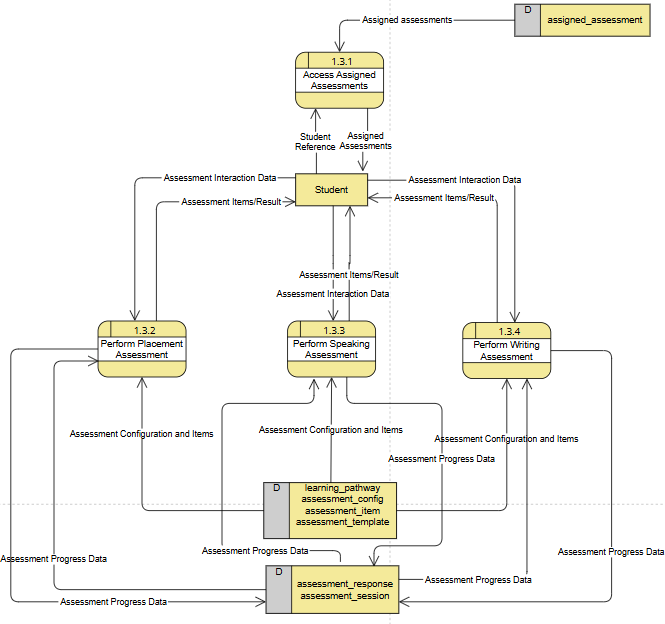 D
assigned_assessment
Assigned assessments
1.3.1
Access Assigned
Assessments
Student
Reference
Assigned
Assessments
Assessment Interaction Data
Student
Assessment Interaction Data
Assessment Items/Result
Assessment Items/Result
Assessment Items/Result
Assessment Interaction Data
1.3.2
Perform Placement
Assessment
1.3.3
Perform Speaking
Assessment
1.3.4
Perform Writing
Assessment
Assessment Configuration and Items
Assessment Configuration and Items
Assessment Configuration and Items
Assessment Progress Data
D
learning_pathway
assessment_config
assessment_item
assessment_template
Assessment Progress Data
Assessment Progress Data
Assessment Progress Data
D
assessment_response
assessment_session
Assessment Progress Data
Assessment Progress Data